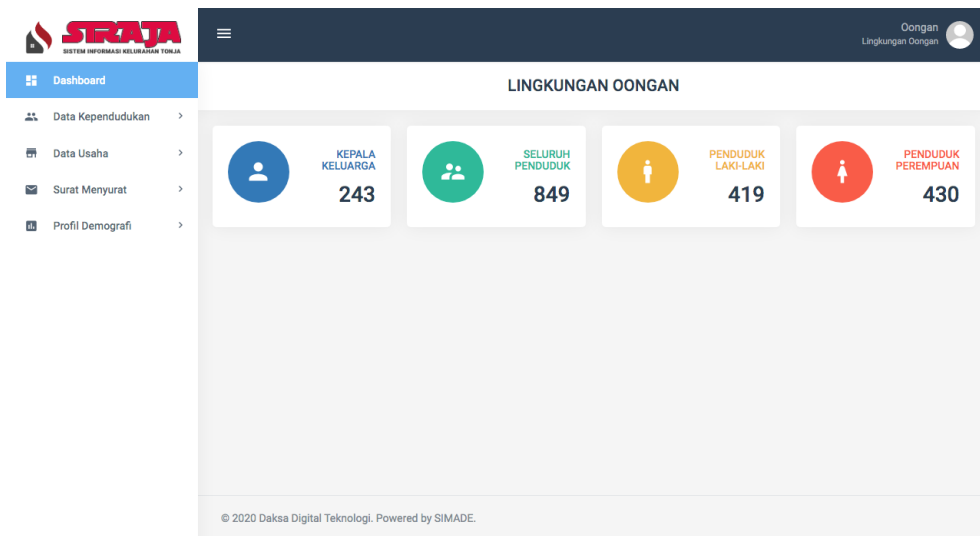 STRAJA
SISTEM INFORMASI KELURAHAN TONJA
Oongan
Lingkungan Oongan
Dashboard
LINGKUNGAN OONGAN
Data Kependudukan
Data Usaha
Surat Menyurat
Profil Demografi
KEPALA
KELUARGA
243
SELURUH
PENDUDUK
849
PENDUDUK
LAKI-LAKI
419
PENDUDUK
PEREMPUAN
430
© 2020 Daksa Digital Teknologi. Powered by SIMADE.